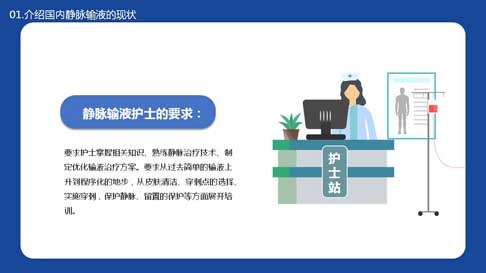 01.介绍国内静脉输液的现状
静脉输液护士的要求：
要求护士掌握相关知识、熟练静脉治疗技术、制
定优化输液治疗方案。要求从过去简单的输液上
升到程序化的地步，从皮肤清洁、穿刺点的选择、
实施穿刺，保护静脉、留置的保护等方面展开培
训。
护士站